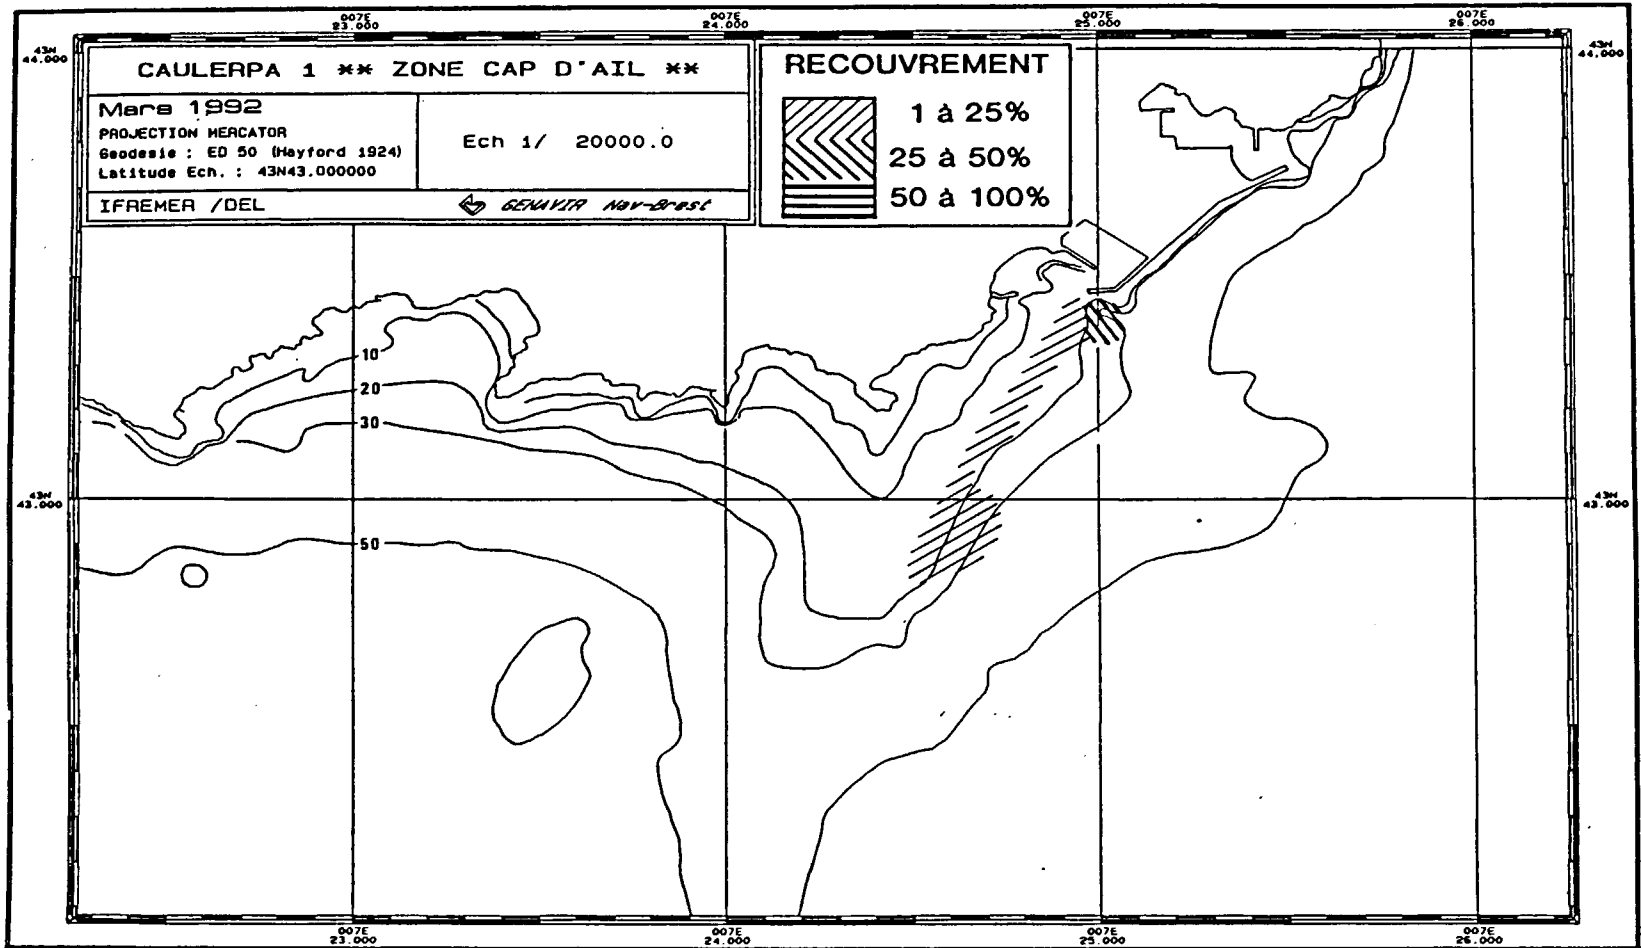 007E
23.000
007E
24.000
007E
25.000
007E
26.000
43N
44.000
43N
44.000
CAULERPA 1 ** ZONE CAP D'AIL **
Mars 1992
PROJECTION MERCATOR
Geodesie : ED 50 (Hayford 1924)
Latitude Ech. : 43N43.000000
Ech 1/ 20000.0
IFREMER /DEL
GENAVIR Nav-Brest
RECOUVREMENT
1 à 25%
25 à 50%
50 à 100%
10
20
30
43N
43.000
43N
43.000
50
007E
23.000
007E
24.000
007E
25.000
007E
26.000